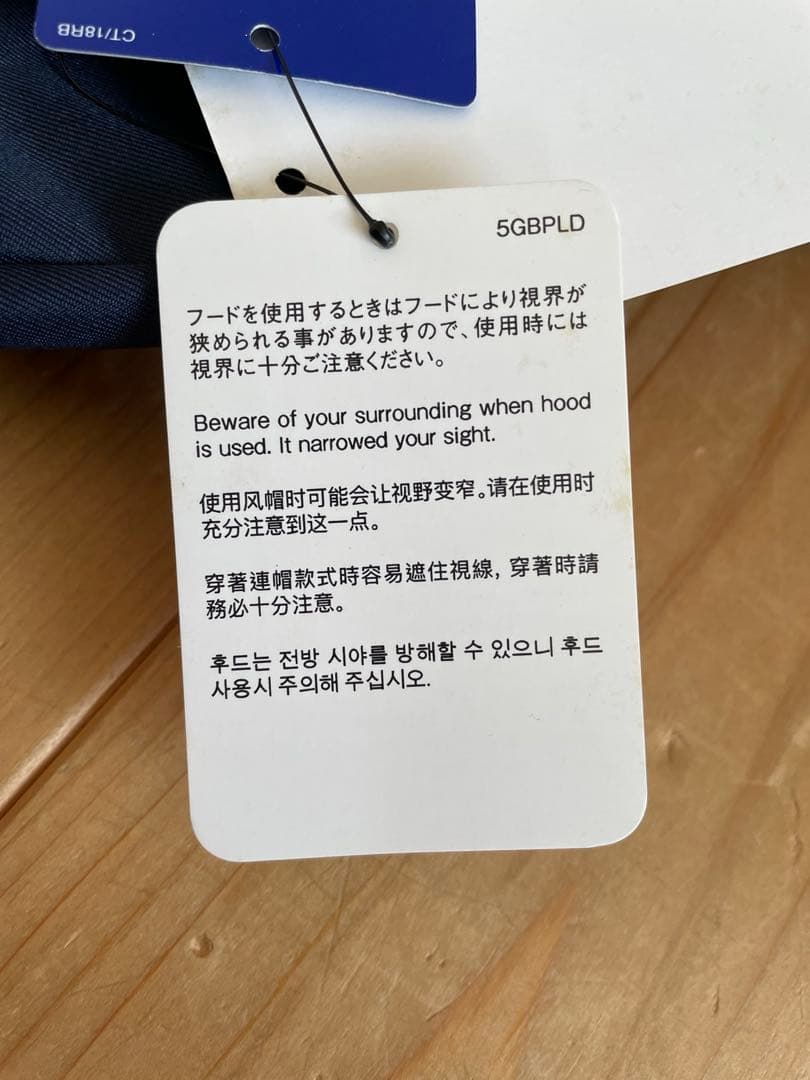 CT/18RB
5GBPLD
フードを使用するときはフードにより視界が
狭められる事がありますので、使用時には
視界に十分ご注意ください。
Beware of your surrounding when hood
is used. It narrowed your sight.
使用风帽时可能会让视野变窄。请在使用时
充分注意到这一点。
穿著連帽款式時容易遮住視線, 穿著時請
務必十分注意。
후드는 전방 시야를 방해할 수 있으니 후드
사용시 주의해 주십시오.